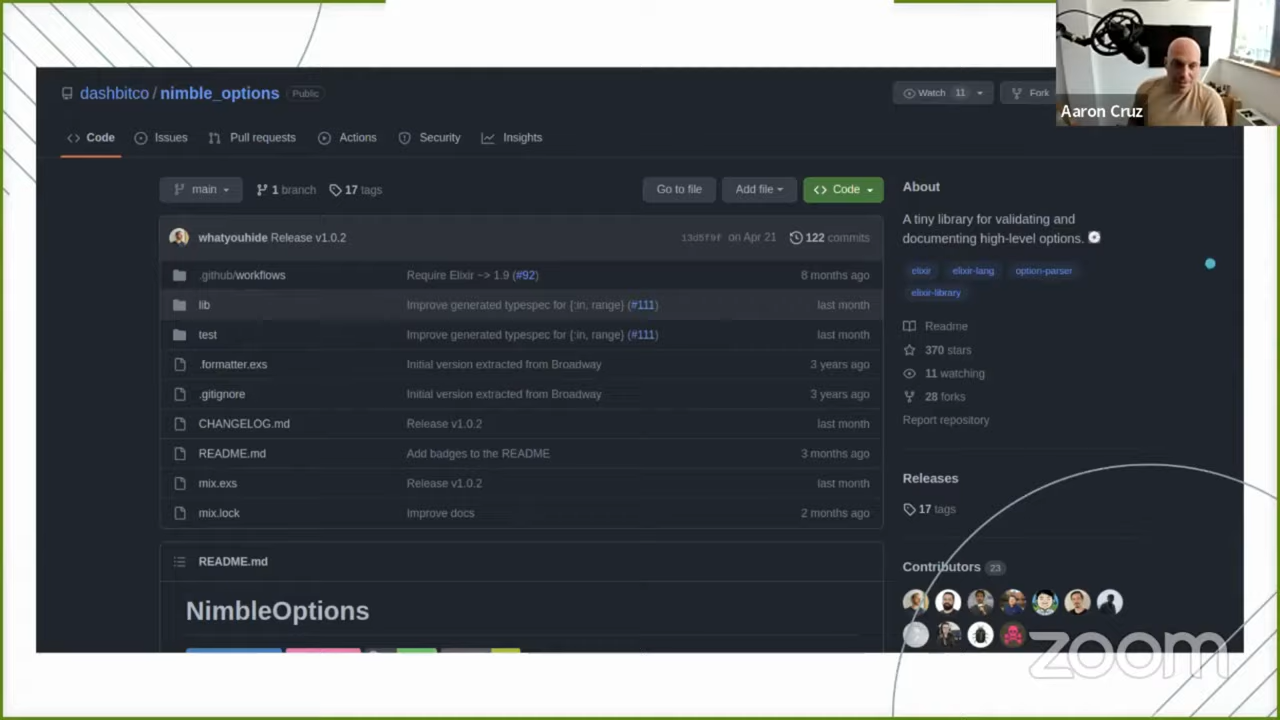 dashbitco / nimble_options Public
Watch 11
Fork
Aaron Cruz
Code Issues Pull requests Actions Security Insights
main 1 branch 17 tags
Go to file Add file Code
whatyouhide Release v1.0.2 13d5f9f on Apr 21 122 commits
.github/workflows Require Elixir ~> 1.9 (#92) 8 months ago
lib Improve generated typespec for {:in, range} (#111) last month
test Improve generated typespec for {:in, range} (#111) last month
.formatter.exs Initial version extracted from Broadway 3 years ago
.gitignore Initial version extracted from Broadway 3 years ago
CHANGELOG.md Release v1.0.2 last month
README.md Add badges to the README 3 months ago
mix.exs Release v1.0.2 last month
mix.lock Improve docs 2 months ago
README.md
NimbleOptions
About
A tiny library for validating and
documenting high-level options.
elixir elixir-lang option-parser
elixir-library
Readme
370 stars
11 watching
28 forks
Report repository
Releases
17 tags
Contributors 23
zoom